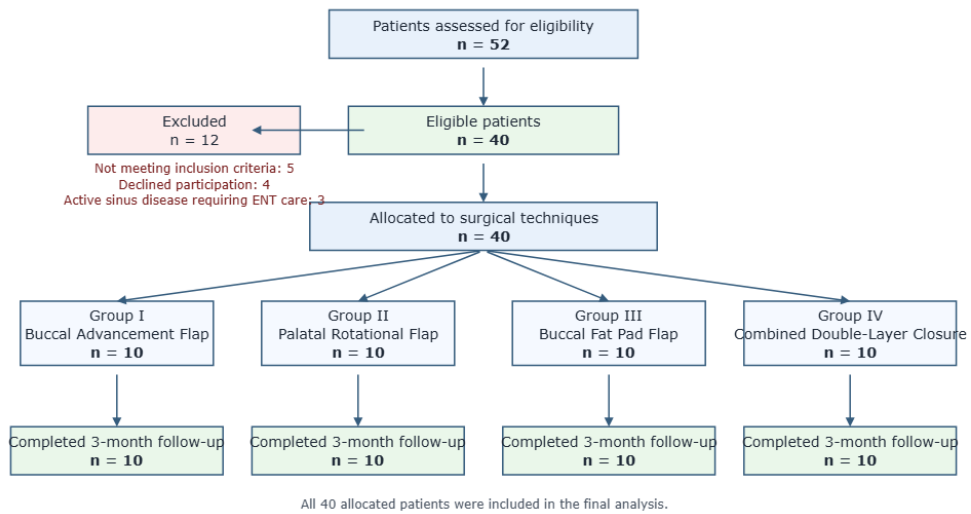 Patients assessed for eligibility
n = 52
Excluded
n = 12
Eligible patients
n = 40
Not meeting inclusion criteria: 5
Declined participation: 4
Active sinus disease requiring ENT care: 3
Allocated to surgical techniques
n = 40
Group I
Buccal Advancement Flap
n = 10
Group II
Palatal Rotational Flap
n = 10
Group III
Buccal Fat Pad Flap
n = 10
Group IV
Combined Double-Layer Closure
n = 10
Completed 3-month follow-up
n = 10
Completed 3-month follow-up
n = 10
Completed 3-month follow-up
n = 10
Completed 3-month follow-up
n = 10
All 40 allocated patients were included in the final analysis.